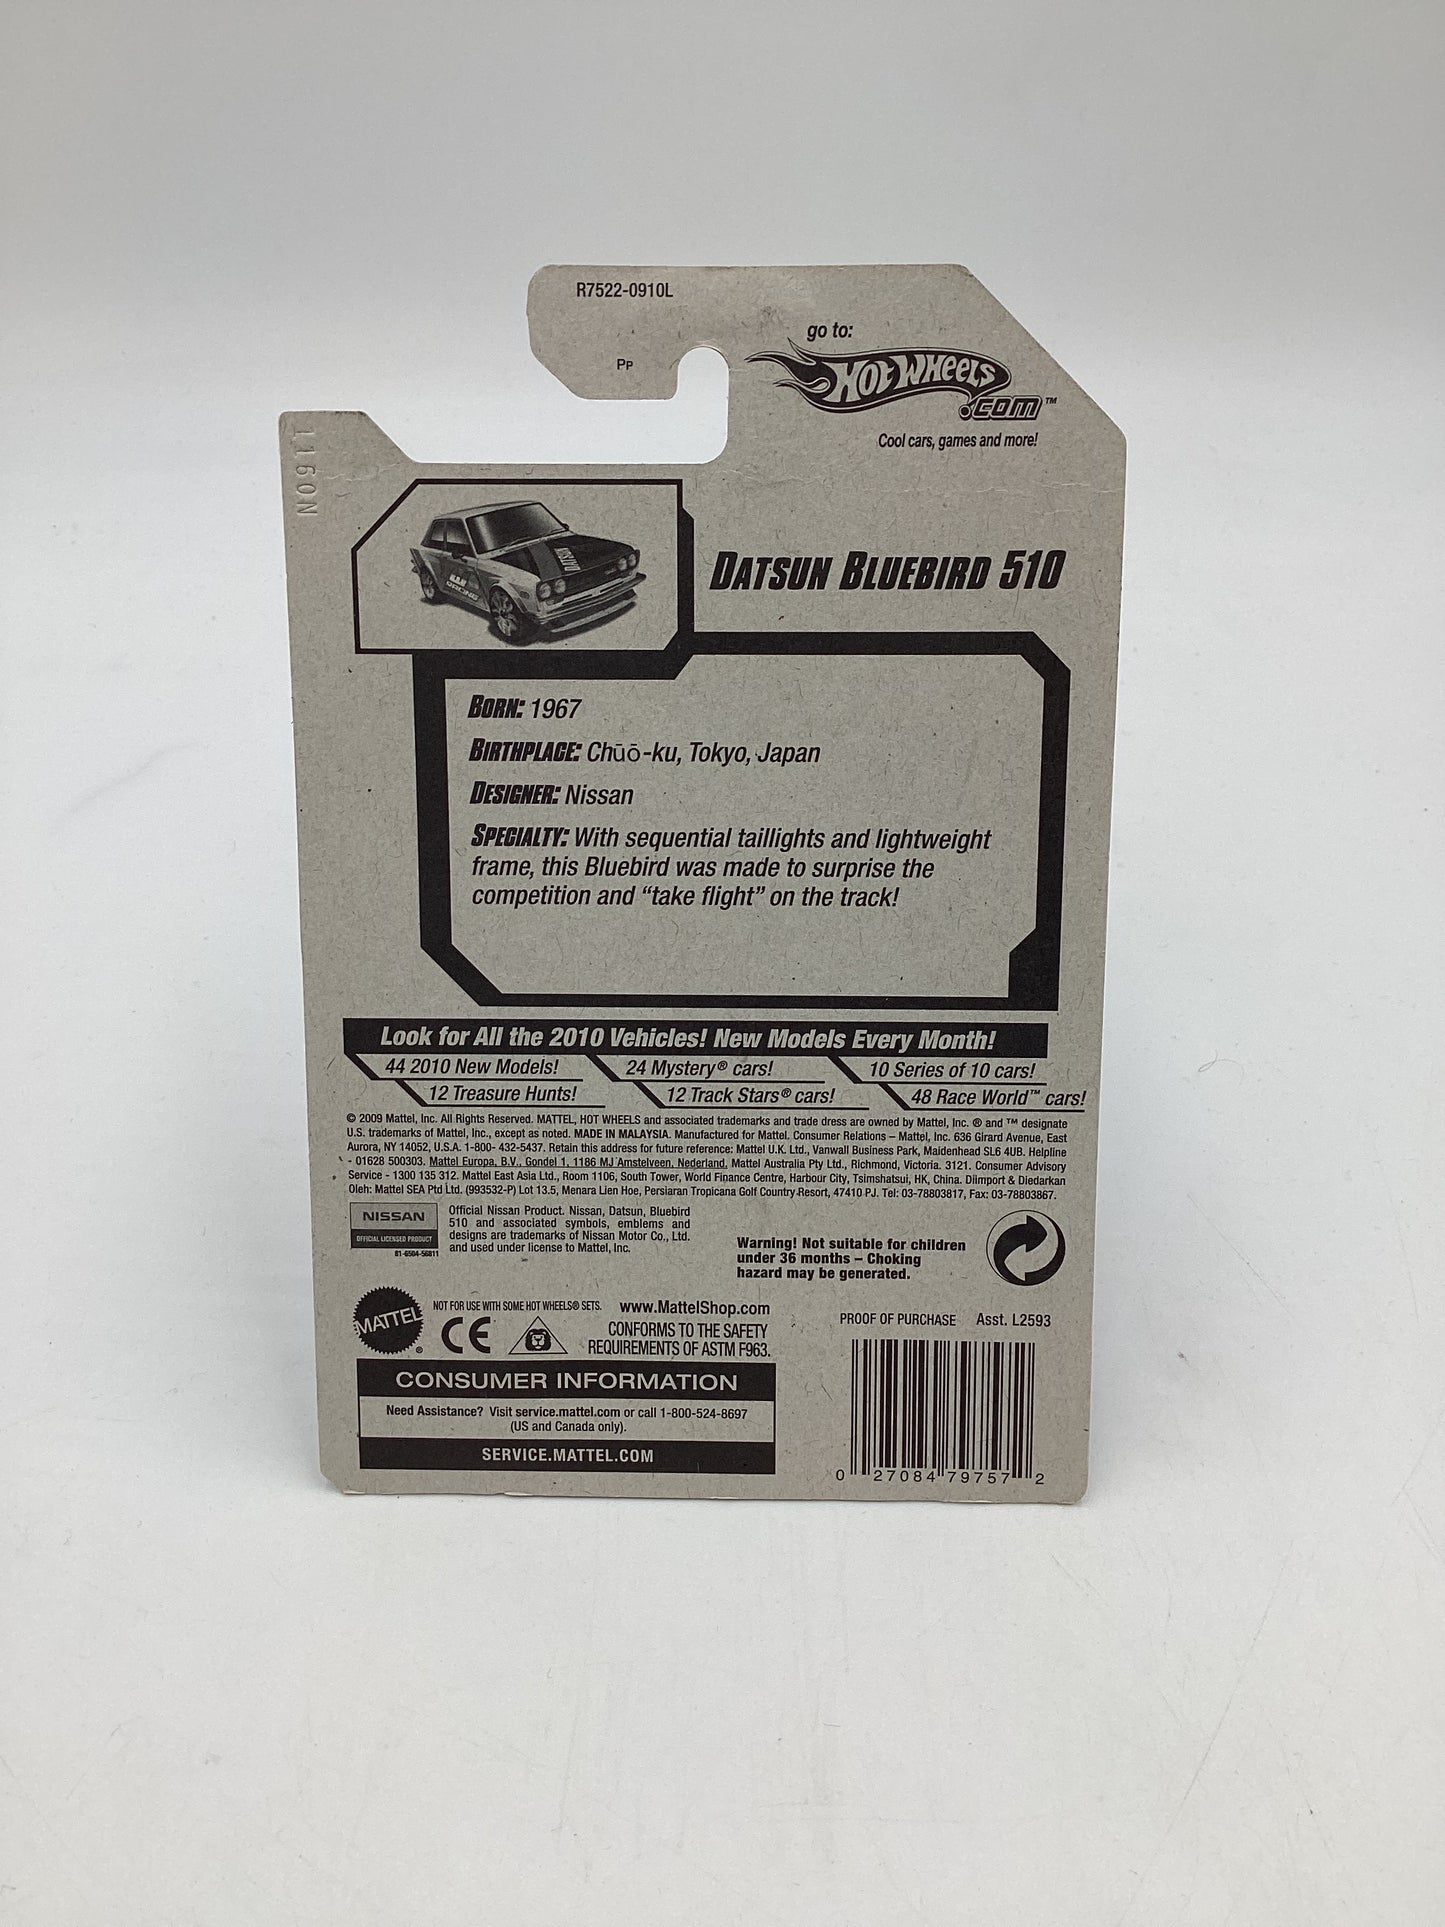 R7522-0910L
PP
go to:
HOT WHEELS
.COM™
Cool cars, games and more!
L160N
DATSUN
RACING
DATSUN BLUEBIRD 510
BORN: 1967
BIRTHPLACE: Chūō-ku, Tokyo, Japan
DESIGNER: Nissan
SPECIALTY: With sequential taillights and lightweight
frame, this Bluebird was made to surprise the
competition and “take flight” on the track!
Look for All the 2010 Vehicles! New Models Every Month!
44 2010 New Models!
24 Mystery® cars!
10 Series of 10 cars!
12 Treasure Hunts!
12 Track Stars® cars!
48 Race World™ cars!
© 2009 Mattel, Inc. All Rights Reserved. MATTEL, HOT WHEELS and associated trademarks and trade dress are owned by Mattel, Inc. ® and ™ designate
U.S. trademarks of Mattel, Inc., except as noted. MADE IN MALAYSIA. Manufactured for Mattel. Consumer Relations – Mattel, Inc. 636 Girard Avenue, East
Aurora, NY 14052, U.S.A. 1-800- 432-5437. Retain this address for future reference: Mattel U.K. Ltd., Vanwall Business Park, Maidenhead SL6 4UB. Helpline
- 01628 500303. Mattel Europa, B.V., Gondel 1, 1186 MJ Amstelveen, Nederland. Mattel Australia Pty Ltd., Richmond, Victoria. 3121. Consumer Advisory
Service - 1300 135 312. Mattel East Asia Ltd., Room 1106, South Tower, World Finance Centre, Harbour City, Tsimshatsui, HK, China. Diimport & Diedarkan
Oleh: Mattel SEA Ptd Ltd. (993532-P) Lot 13.5, Menara Lien Hoe, Persiaran Tropicana Golf Country Resort, 47410 PJ. Tel: 03-78803817, Fax: 03-78803867.
NISSAN
OFFICIAL LICENSED PRODUCT
81-6504-56811
Official Nissan Product. Nissan, Datsun, Bluebird
510 and associated symbols, emblems and
designs are trademarks of Nissan Motor Co., Ltd.
and used under license to Mattel, Inc.
Warning! Not suitable for children
under 36 months – Choking
hazard may be generated.
MATTEL®
NOT FOR USE WITH SOME HOT WHEELS® SETS.
www.MattelShop.com
CE
CONFORMS TO THE SAFETY
REQUIREMENTS OF ASTM F963.
PROOF OF PURCHASE Asst. L2593
CONSUMER INFORMATION
Need Assistance? Visit service.mattel.com or call 1-800-524-8697
(US and Canada only).
SERVICE.MATTEL.COM
0 27084 79757 2